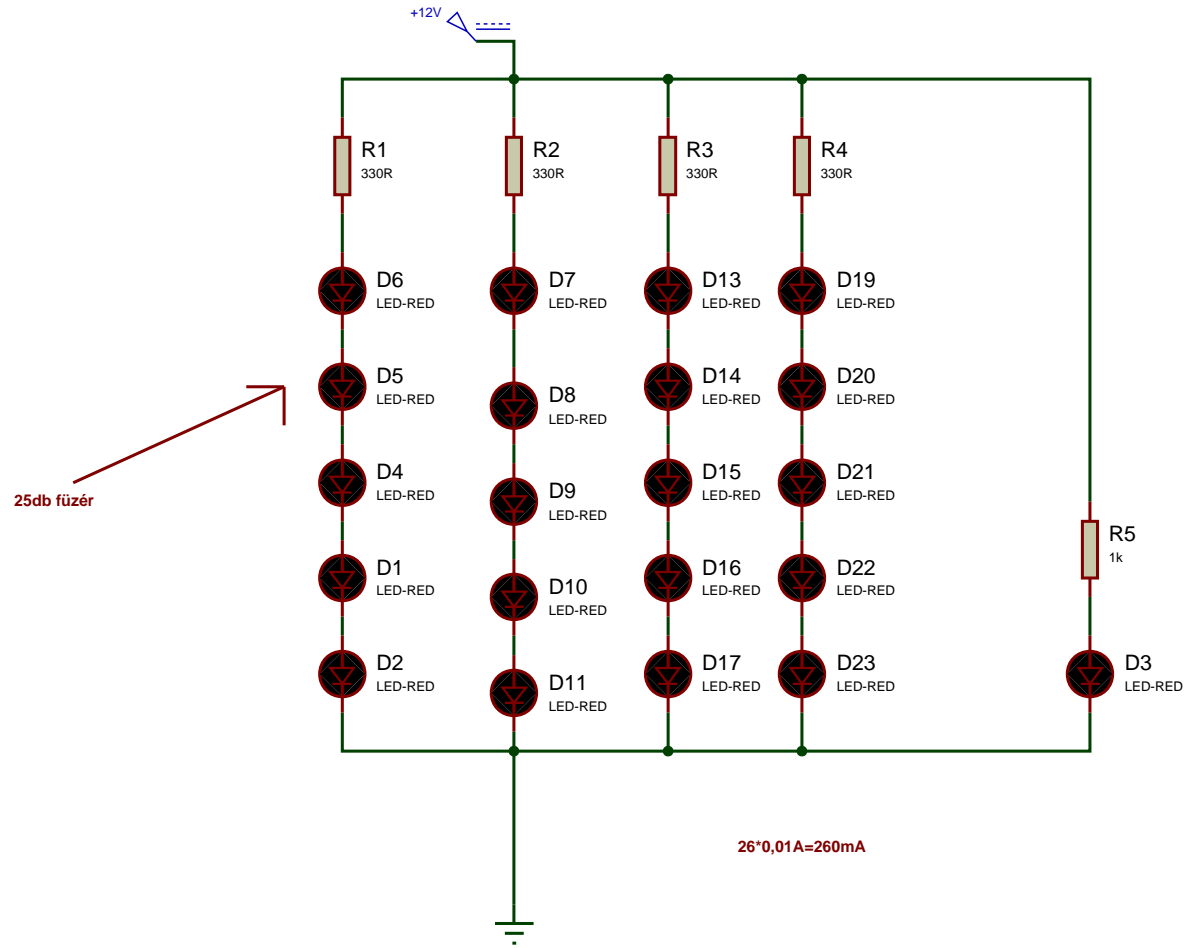 +12V
R1
330R
R2
330R
R3
330R
R4
330R
D6
LED-RED
D7
LED-RED
D13
LED-RED
D19
LED-RED
D5
LED-RED
D8
LED-RED
D14
LED-RED
D20
LED-RED
25db füzér
D4
LED-RED
D9
LED-RED
D15
LED-RED
D21
LED-RED
R5
1k
D1
LED-RED
D10
LED-RED
D16
LED-RED
D22
LED-RED
D2
LED-RED
D11
LED-RED
D17
LED-RED
D23
LED-RED
D3
LED-RED
26*0,01A=260mA